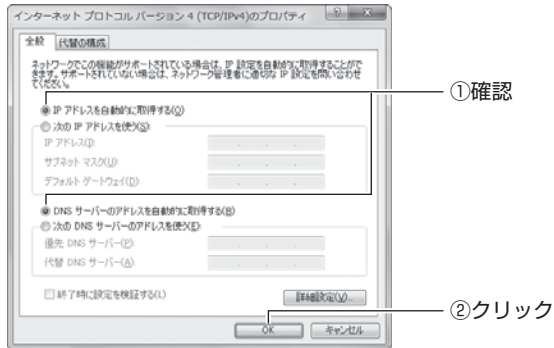 インターネット プロトコル バージョン 4 (TCP/IPv4)のプロパティ
全般
代替の構成
ネットワークでこの機能がサポートされている場合は、IP 設定を自動的に取得することがで
きます。サポートされていない場合は、ネットワーク管理者に適切な IP 設定を問い合わせ
てください。
①確認
IP アドレスを自動的に取得する(O)
次の IP アドレスを使う(S):
IP アドレス(I):
サブネット マスク(U):
デフォルト ゲートウェイ(D):
DNS サーバーのアドレスを自動的に取得する(B)
次の DNS サーバーのアドレスを使う(E):
優先 DNS サーバー(P):
代替 DNS サーバー(A):
終了時に設定を検証する(L)
詳細設定(V)...
②クリック
OK
キャンセル